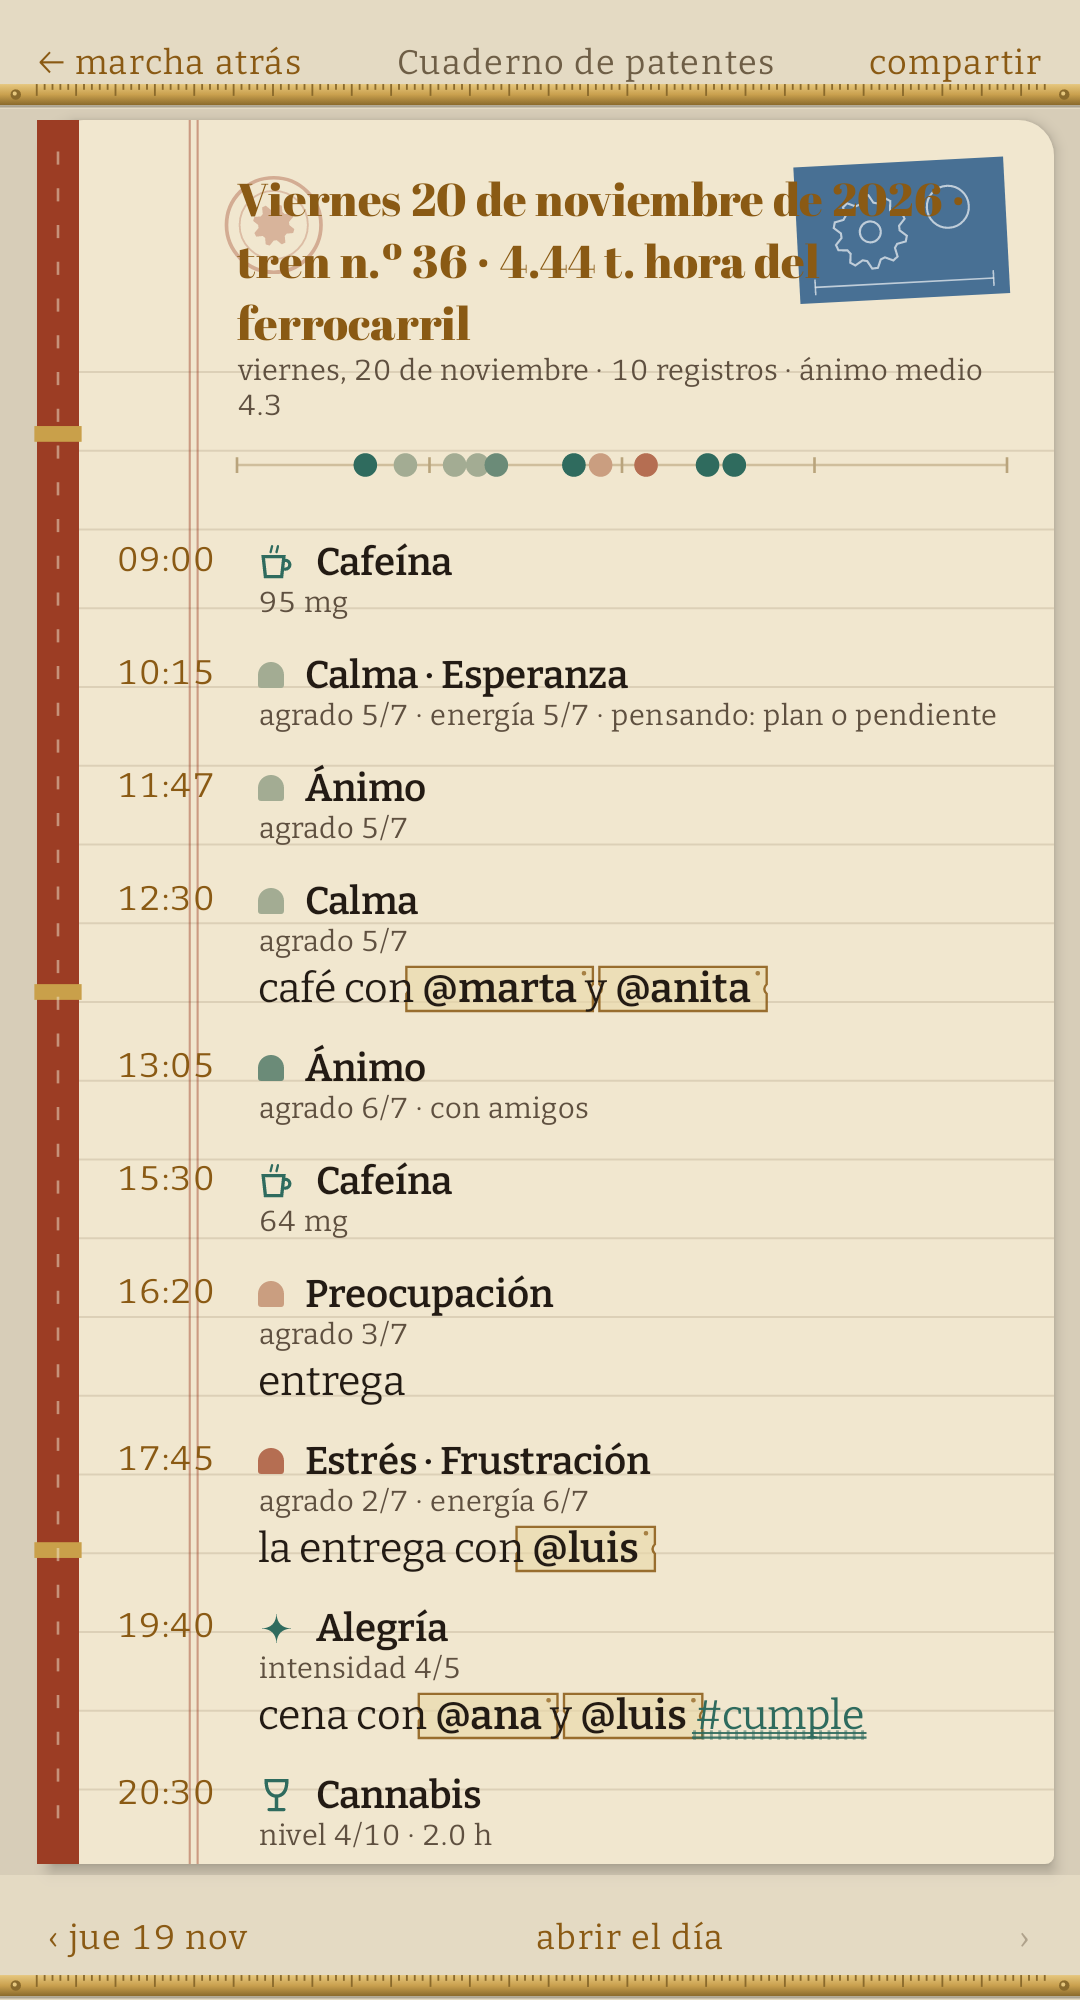 ← marcha atrás Cuaderno de patentes compartir
Viernes 20 de noviembre de 2026 ·
tren n.º 36 · 4.44 t. hora del
ferrocarril
viernes, 20 de noviembre · 10 registros · ánimo medio
4.3
09:00 Cafeína
95 mg
10:15 Calma · Esperanza
agrado 5/7 · energía 5/7 · pensando: plan o pendiente
11:47 Ánimo
agrado 5/7
12:30 Calma
agrado 5/7
café con @marta y @anita
13:05 Ánimo
agrado 6/7 · con amigos
15:30 Cafeína
64 mg
16:20 Preocupación
agrado 3/7
entrega
17:45 Estrés · Frustración
agrado 2/7 · energía 6/7
la entrega con @luis
19:40 Alegría
intensidad 4/5
cena con @ana y @luis #cumple
20:30 Cannabis
nivel 4/10 · 2.0 h
‹ jue 19 nov abrir el día ›